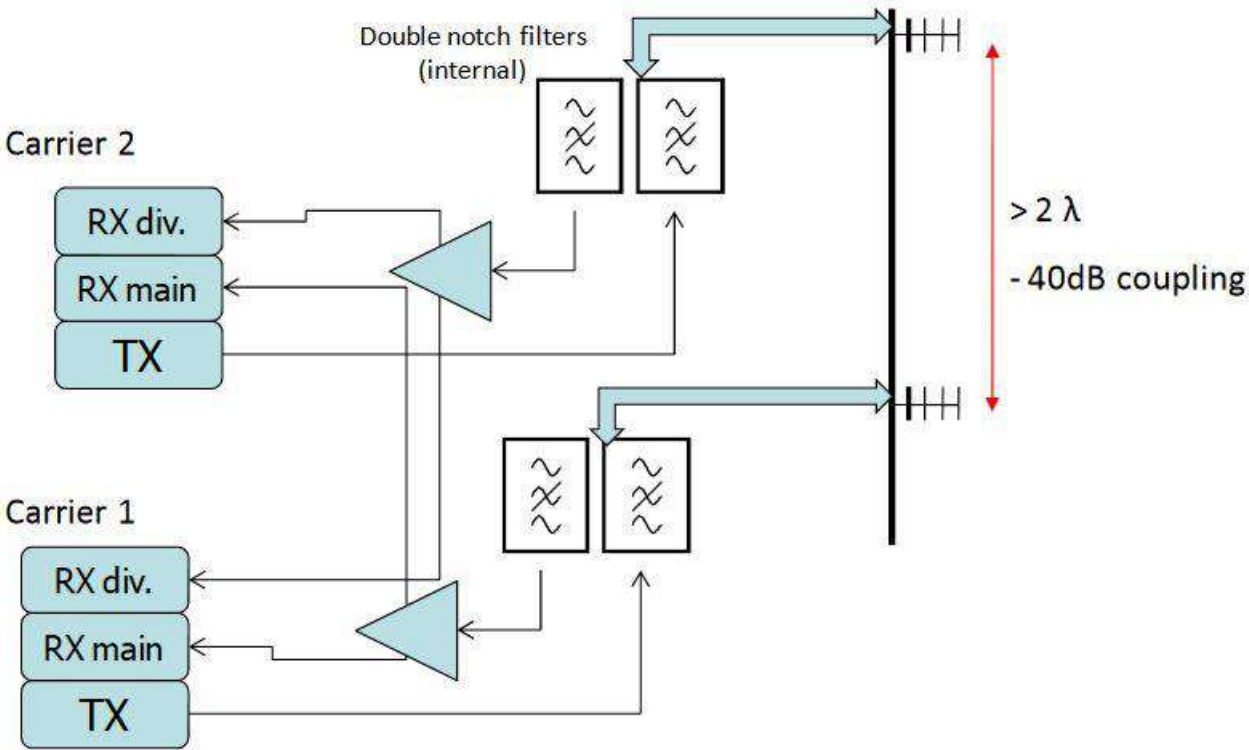 Double notch filters
(internal)
Carrier 2
RX div.
RX main
TX
> 2 λ
- 40dB coupling
Carrier 1
RX div.
RX main
TX